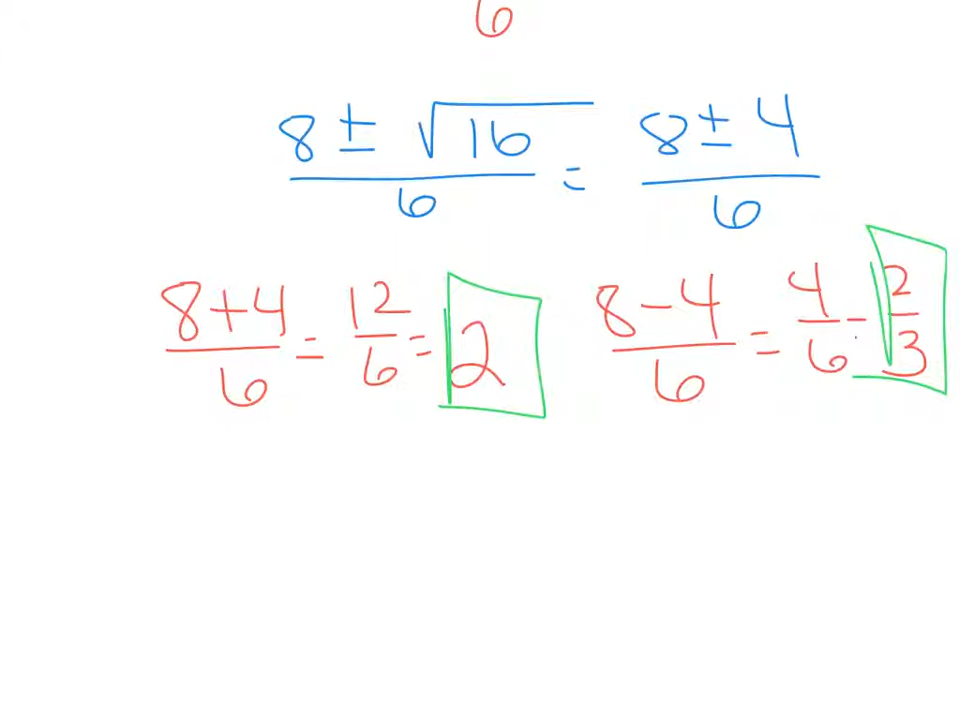 6
8 ± √16 / 6 = 8 ± 4 / 6
8+4 / 6 = 12 / 6 = 2    8-4 / 6 = 4 / 6 - 2 / 3